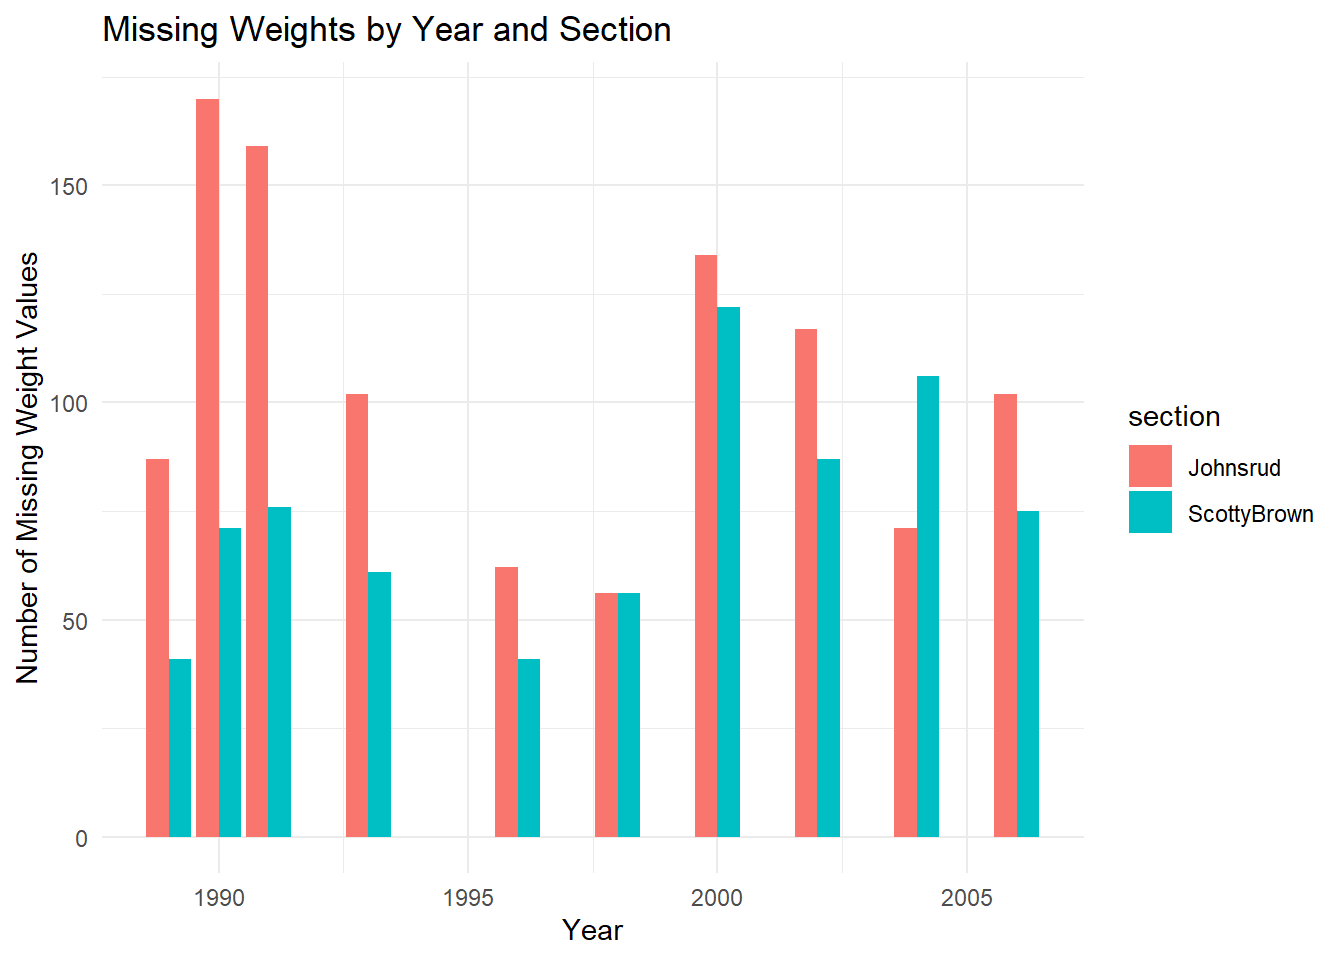 Missing Weights by Year and Section
Number of Missing Weight Values
150
100
50
0
1990
1995
2000
2005
Year
section
Johnsrud
ScottyBrown